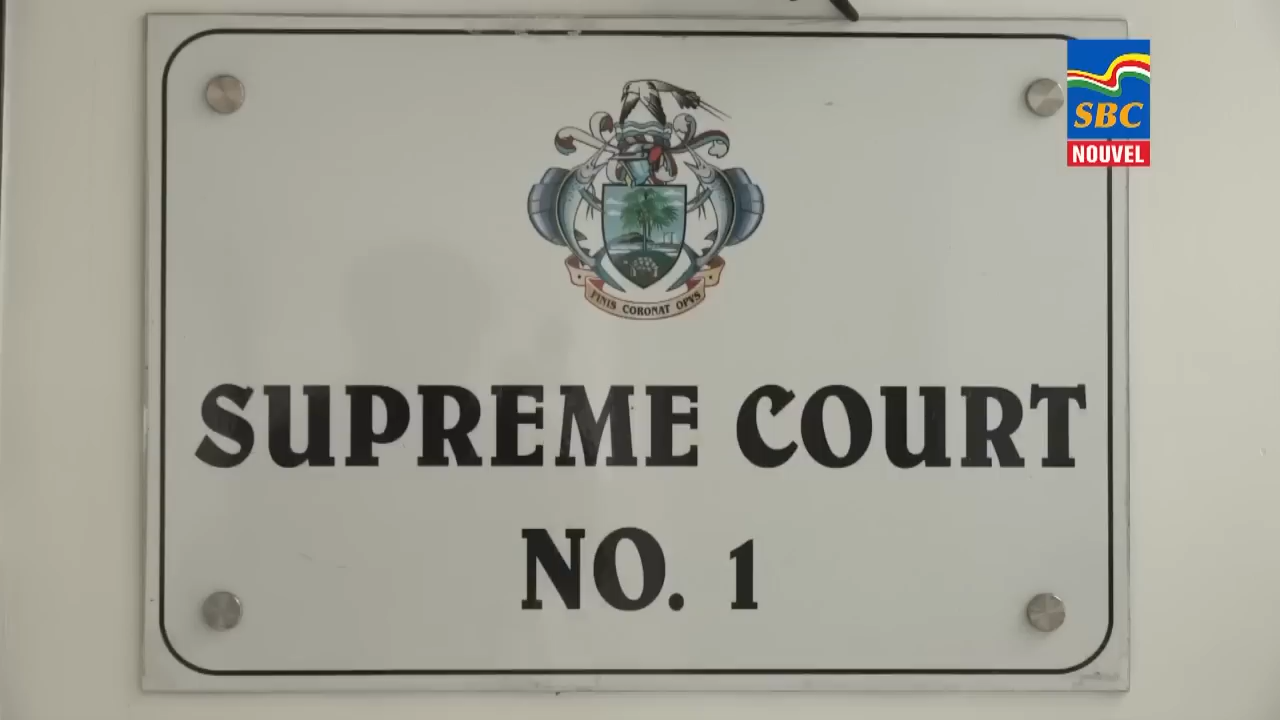 SBC
NOUVEL
FINIS CORONAT OPVS
SUPREME COURT
NO. 1